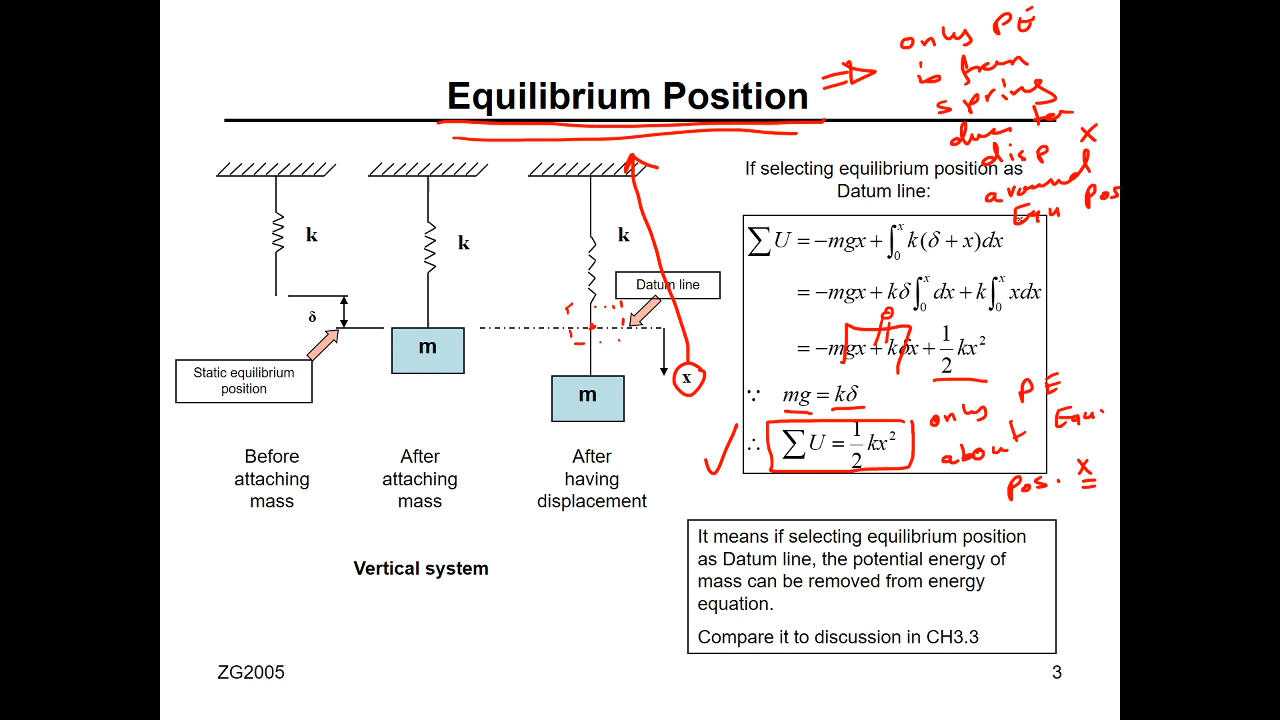 Equilibrium Position
⇒ only PE
is from
spring
due to
disp x
around
Equ Pos
k
k
k
Datum line
δ
m
m
x
Static equilibrium
position
Before
attaching
mass
After
attaching
mass
After
having
displacement
Vertical system
If selecting equilibrium position as
Datum line:
∑U = −mgx + ∫₀ˣ k(δ + x)dx
= −mgx + kδ∫₀ˣ dx + k∫₀ˣ xdx
= −mgx + kδx + 1/2 kx²
∵ mg = kδ
∴ ∑U = 1/2 kx²
only PE
about Equ.
pos. x
It means if selecting equilibrium position
as Datum line, the potential energy of
mass can be removed from energy
equation.
Compare it to discussion in CH3.3
ZG2005
3